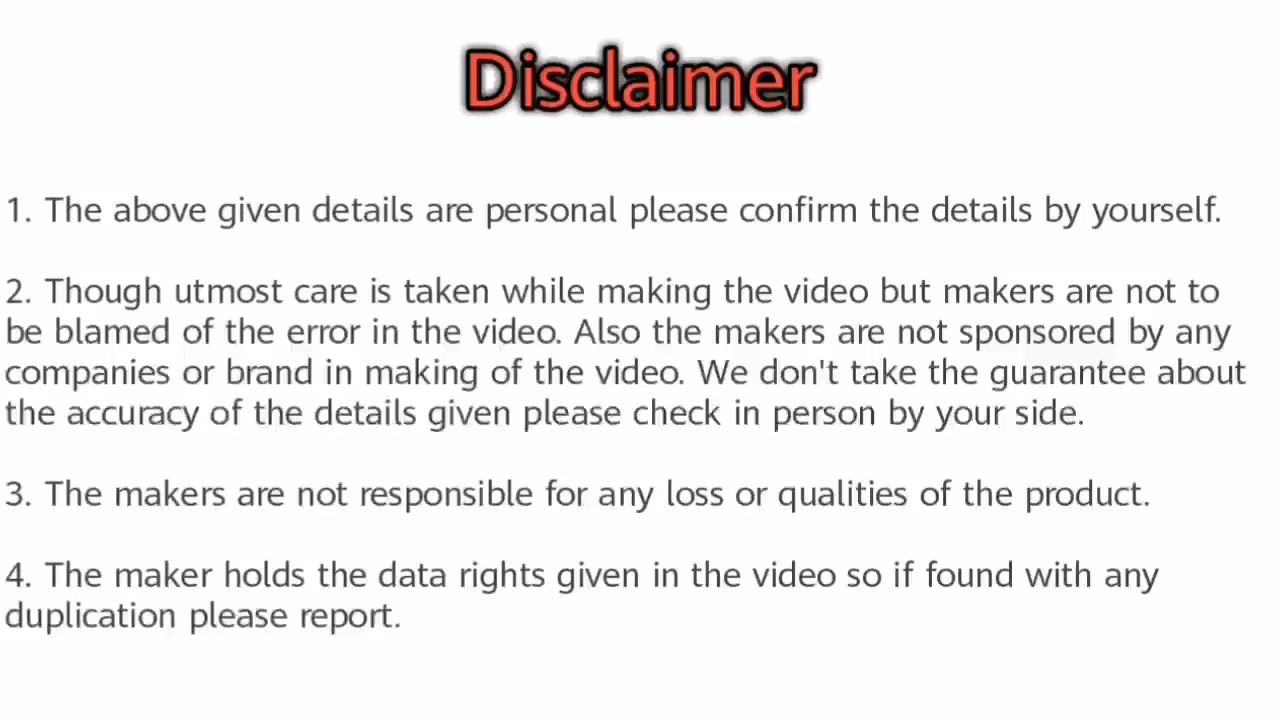 Disclaimer
1. The above given details are personal please confirm the details by yourself.
2. Though utmost care is taken while making the video but makers are not to
be blamed of the error in the video. Also the makers are not sponsored by any
companies or brand in making of the video. We don't take the guarantee about
the accuracy of the details given please check in person by your side.
3. The makers are not responsible for any loss or qualities of the product.
4. The maker holds the data rights given in the video so if found with any
duplication please report.